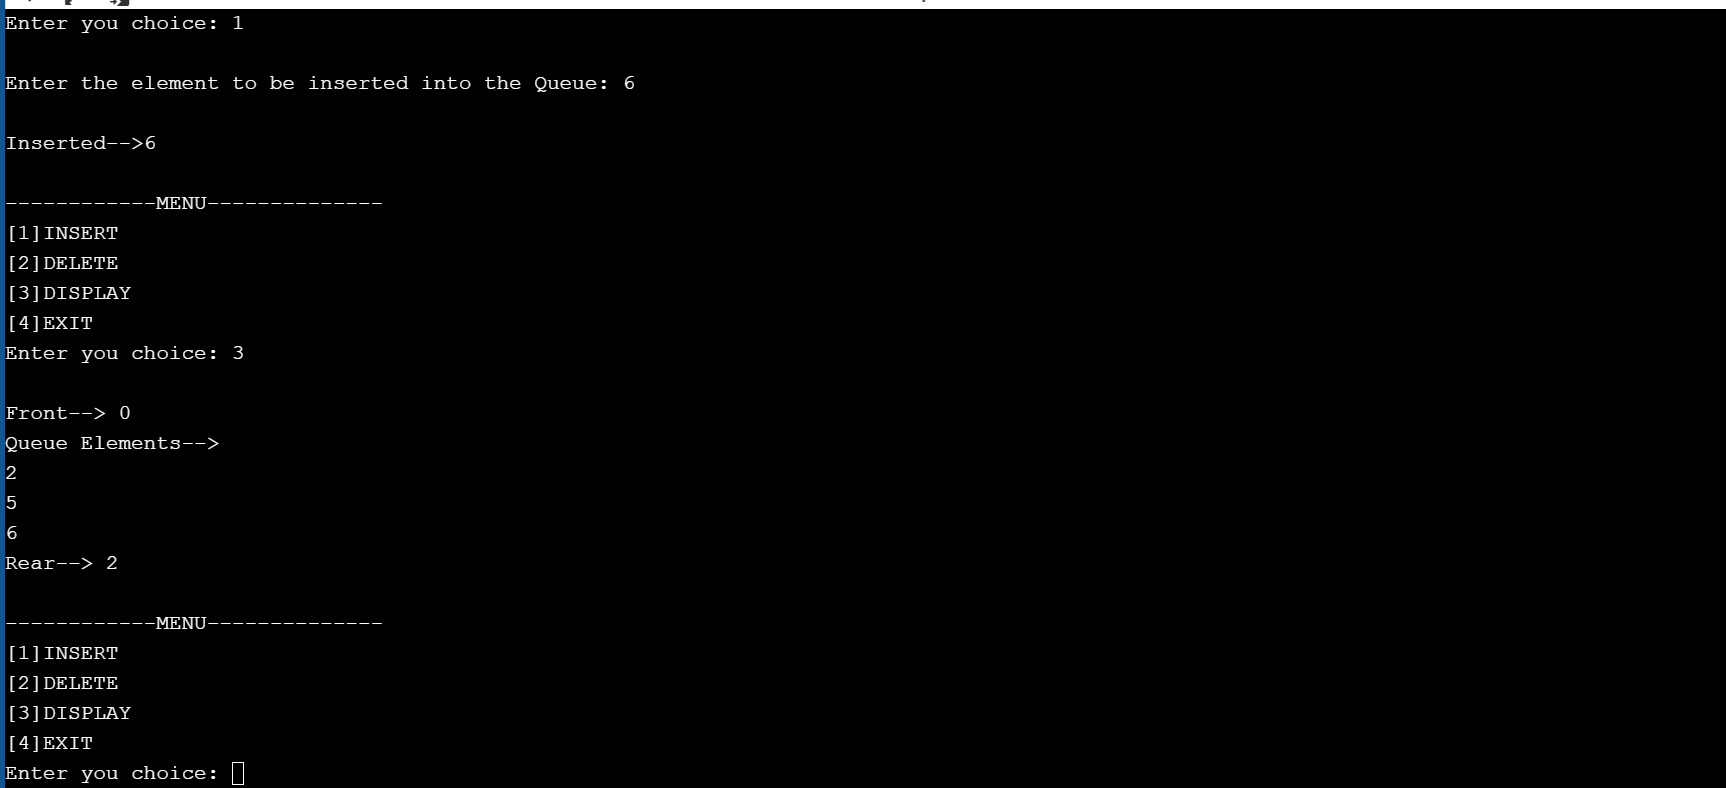 Enter you choice: 1
Enter the element to be inserted into the Queue: 6
Inserted-->6
------------MENU--------------
[1]INSERT
[2]DELETE
[3]DISPLAY
[4]EXIT
Enter you choice: 3
Front--> 0
Queue Elements-->
2
5
6
Rear--> 2
------------MENU--------------
[1]INSERT
[2]DELETE
[3]DISPLAY
[4]EXIT
Enter you choice: